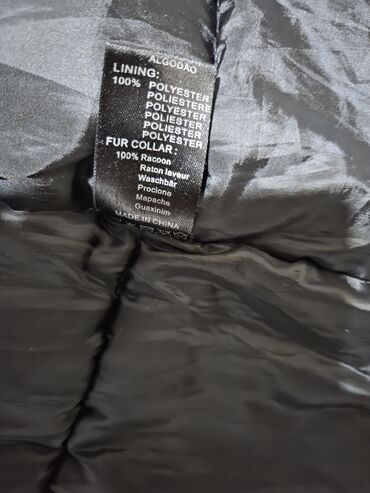 ALGODAO
LINING:
100% POLYESTER
POLIESTERE
POLYESTER
POLIESTER
POLIESTER
POLYESTER
FUR COLLAR:
100% Racoon
Raton laveur
Waschbär
Procione
Mapache
Guaxinim
MADE IN CHINA